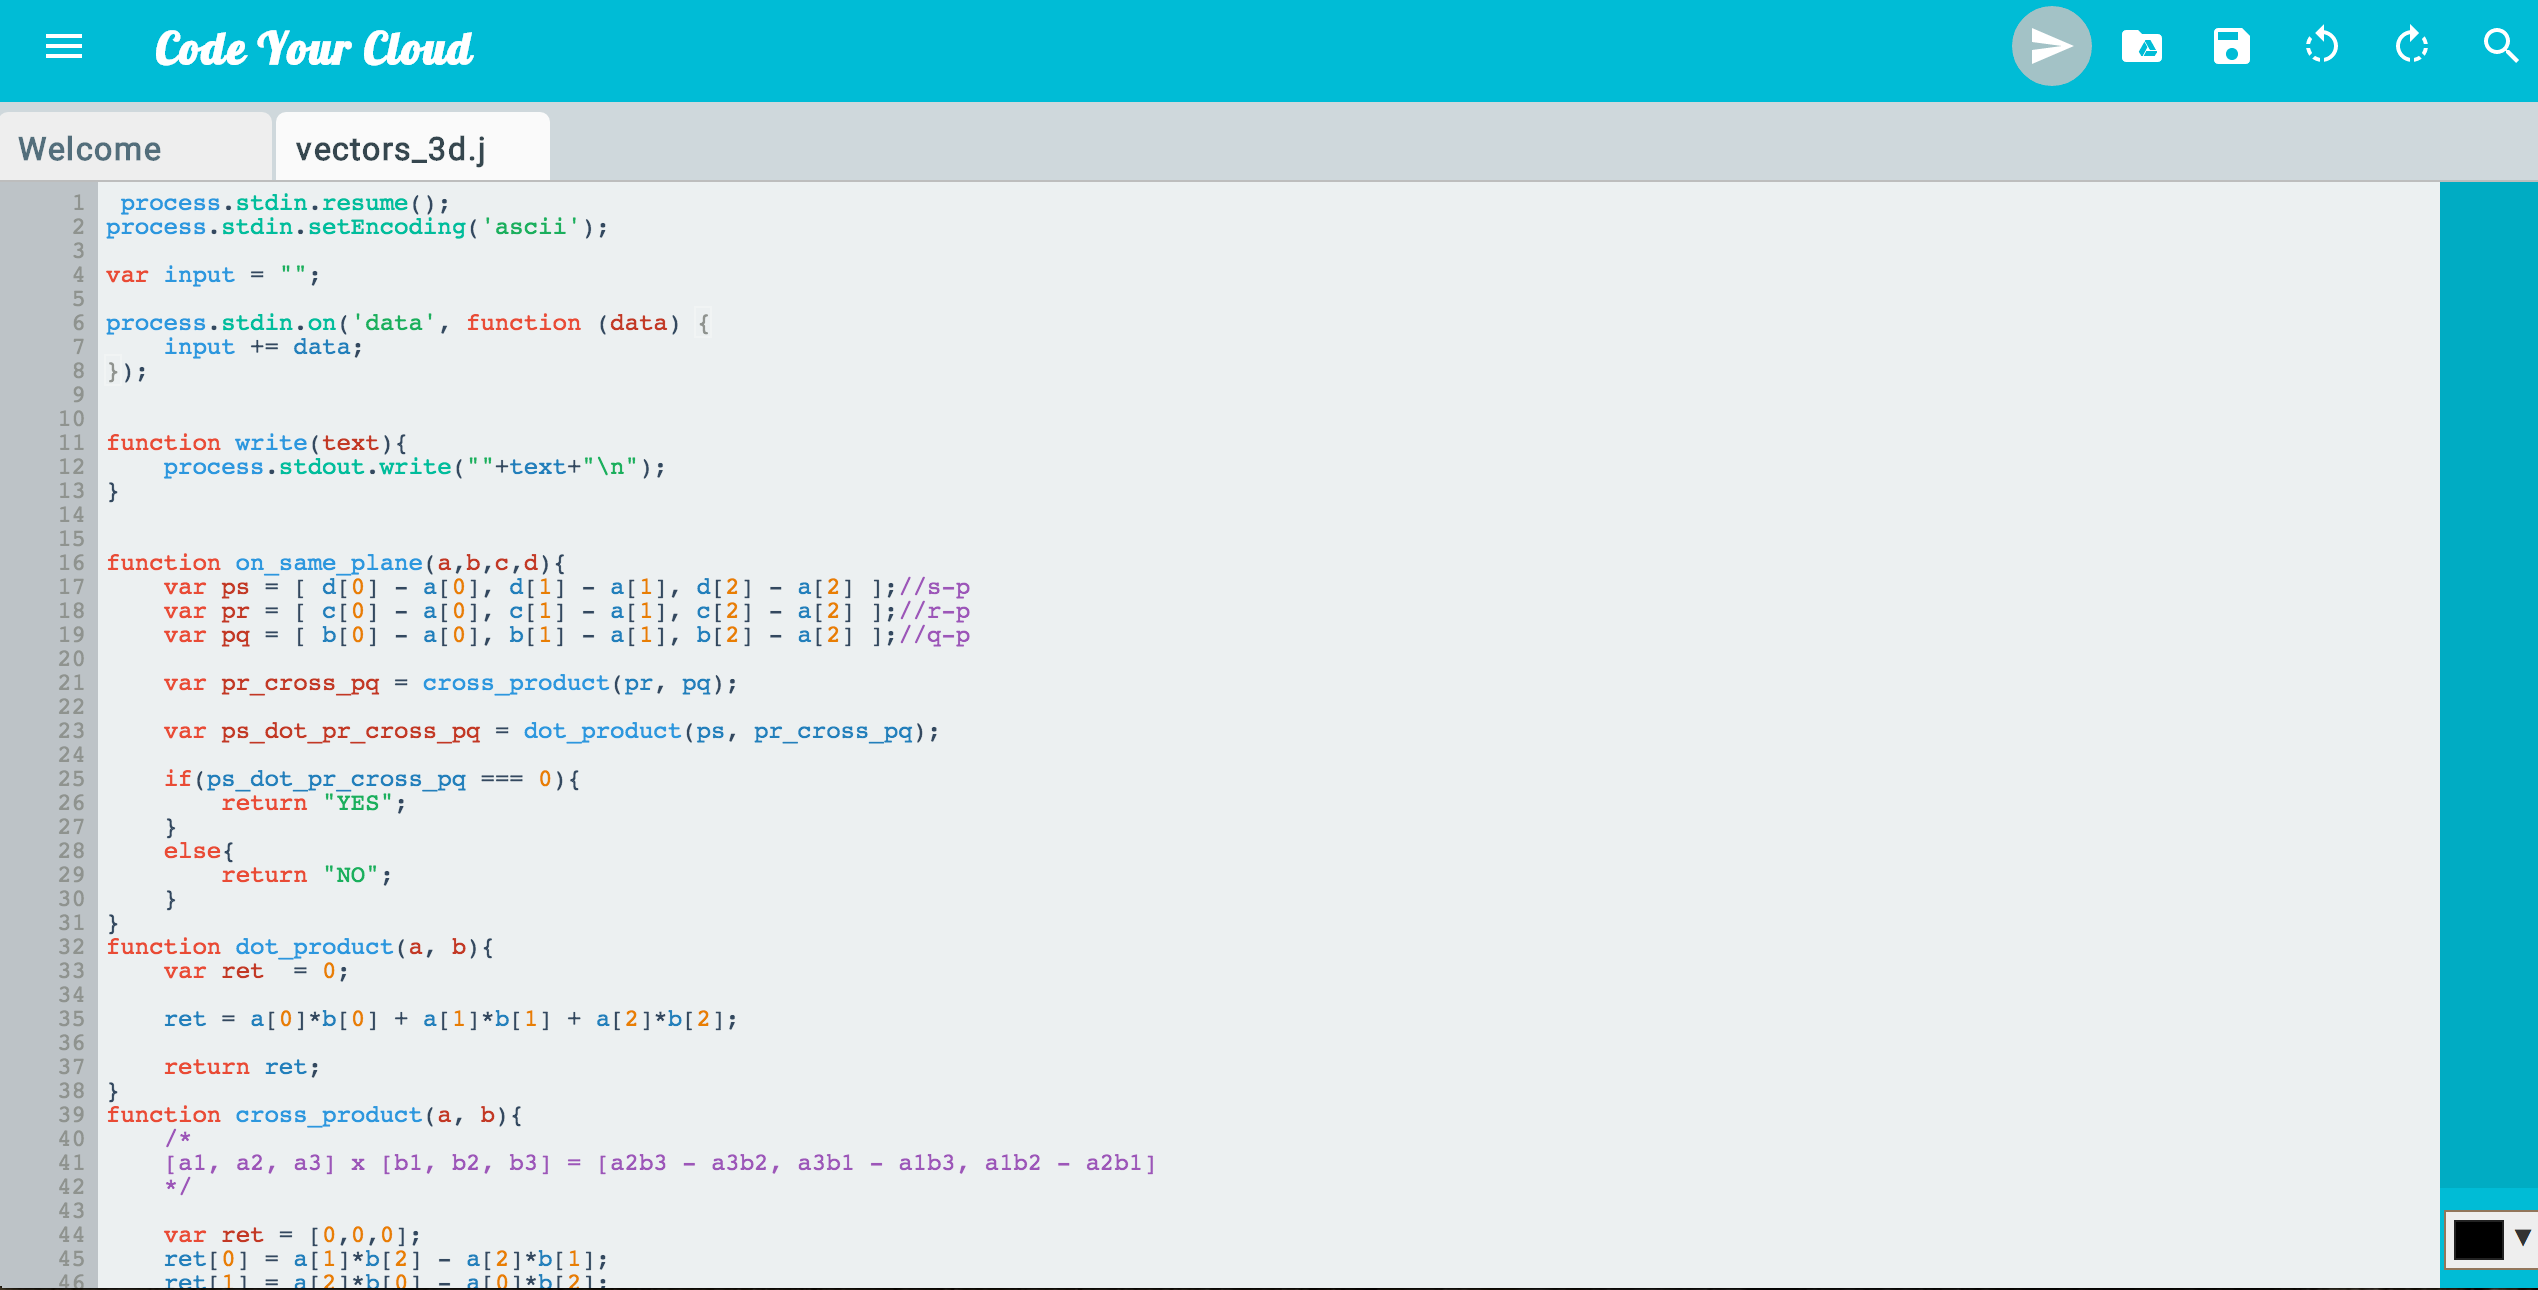 Code Your Cloud
Welcome
vectors_3d.j
1 process.stdin.resume();
2 process.stdin.setEncoding('ascii');
3
4 var input = "";
5
6 process.stdin.on('data', function (data) {
7     input += data;
8 });
9
10
11 function write(text){
12     process.stdout.write(""+text+"\n");
13 }
14
15
16 function on_same_plane(a,b,c,d){
17     var ps = [ d[0] - a[0], d[1] - a[1], d[2] - a[2] ];//s-p
18     var pr = [ c[0] - a[0], c[1] - a[1], c[2] - a[2] ];//r-p
19     var pq = [ b[0] - a[0], b[1] - a[1], b[2] - a[2] ];//q-p
20
21     var pr_cross_pq = cross_product(pr, pq);
22
23     var ps_dot_pr_cross_pq = dot_product(ps, pr_cross_pq);
24
25     if(ps_dot_pr_cross_pq === 0){
26         return "YES";
27     }
28     else{
29         return "NO";
30     }
31 }
32 function dot_product(a, b){
33     var ret  = 0;
34
35     ret = a[0]*b[0] + a[1]*b[1] + a[2]*b[2];
36
37     return ret;
38 }
39 function cross_product(a, b){
40     /*
41     [a1, a2, a3] x [b1, b2, b3] = [a2b3 - a3b2, a3b1 - a1b3, a1b2 - a2b1]
42     */
43
44     var ret = [0,0,0];
45     ret[0] = a[1]*b[2] - a[2]*b[1];
46     ret[1] = a[2]*b[0] - a[0]*b[2];